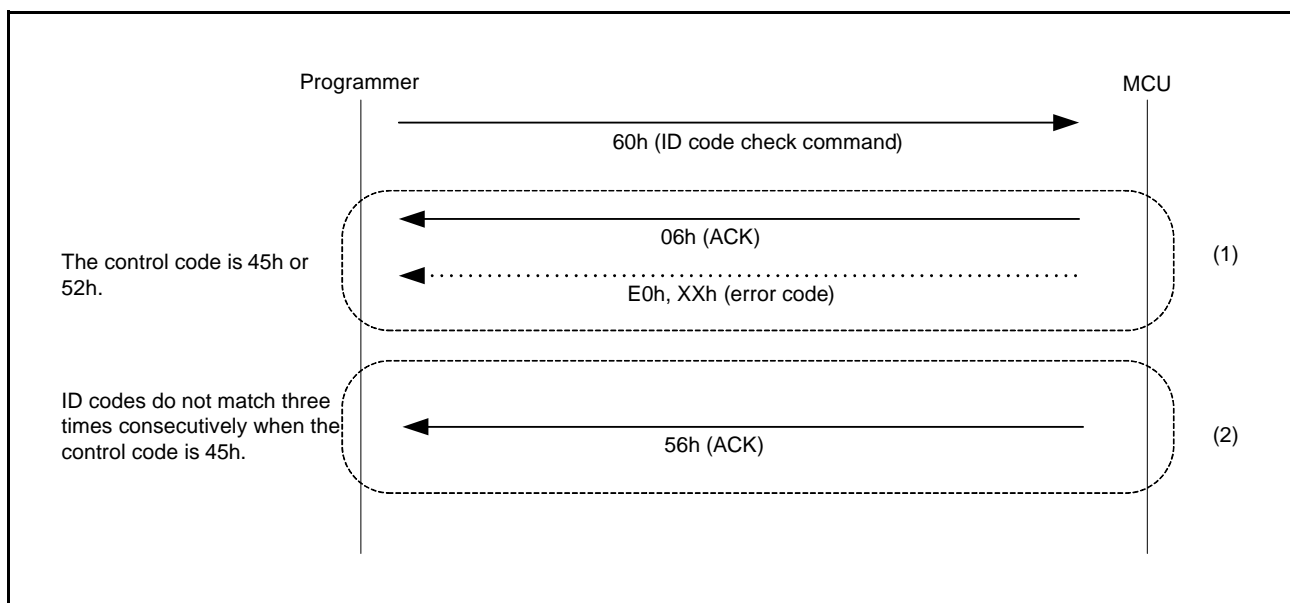 Programmer
MCU
60h (ID code check command)
06h (ACK)
The control code is 45h or
52h.
(1)
E0h, XXh (error code)
ID codes do not match three
times consecutively when the
control code is 45h.
56h (ACK)
(2)